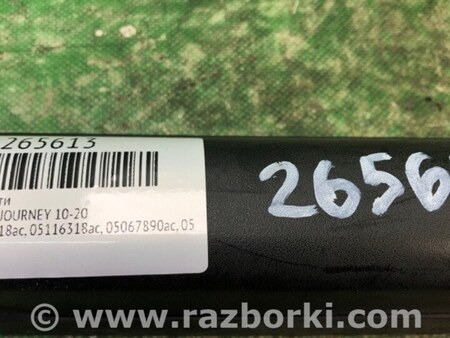 265613
ти
JOURNEY 10-20
18ac, 05116318ac, 05067890ac, 05
2656
© www.razborki.com